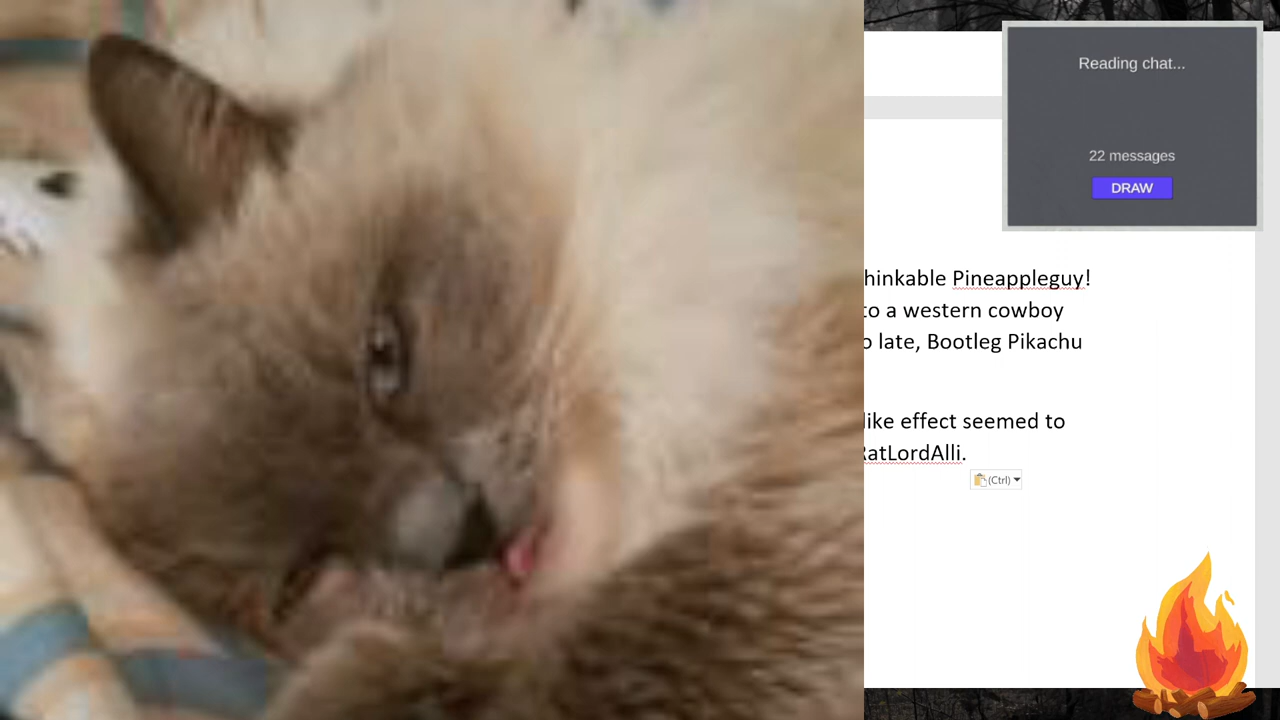 Reading chat...
22 messages
DRAW
hinkable Pineappleguy!
to a western cowboy
o late, Bootleg Pikachu
like effect seemed to
RatLordAlli.
(Ctrl)